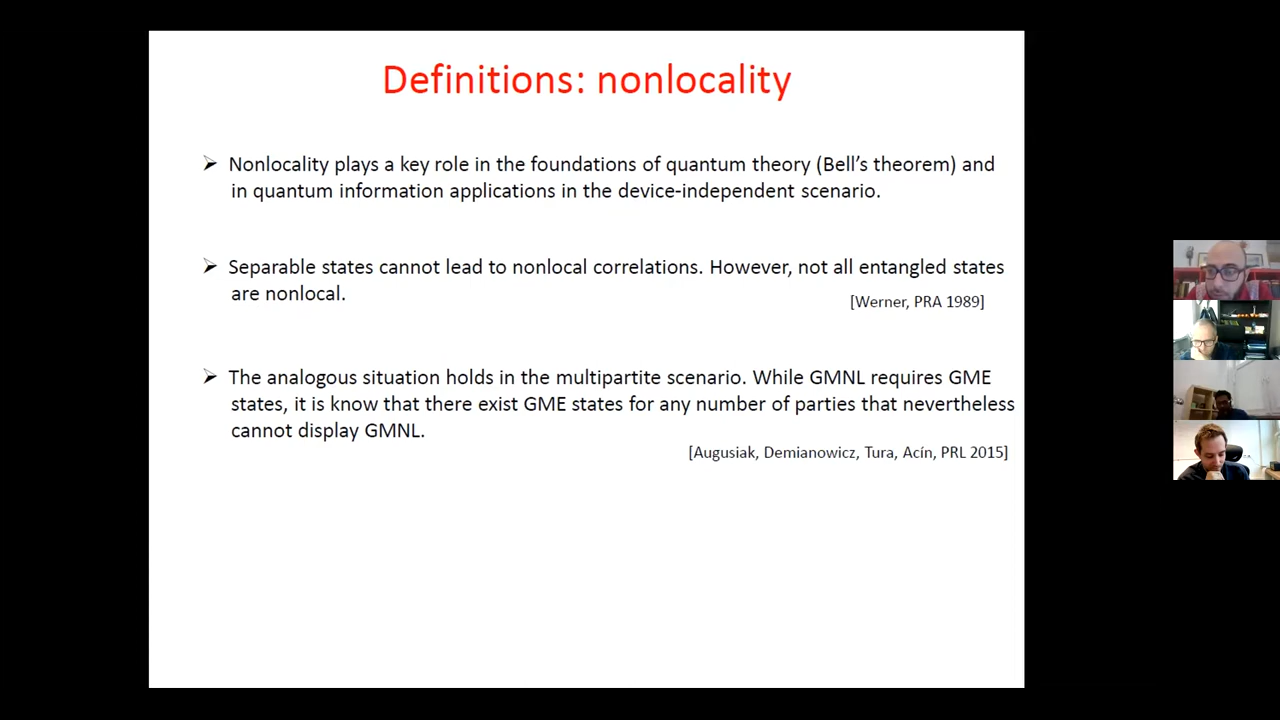 Definitions: nonlocality
➢ Nonlocality plays a key role in the foundations of quantum theory (Bell’s theorem) and
in quantum information applications in the device-independent scenario.
➢ Separable states cannot lead to nonlocal correlations. However, not all entangled states
are nonlocal.
[Werner, PRA 1989]
➢ The analogous situation holds in the multipartite scenario. While GMNL requires GME
states, it is know that there exist GME states for any number of parties that nevertheless
cannot display GMNL.
[Augusiak, Demianowicz, Tura, Acín, PRL 2015]